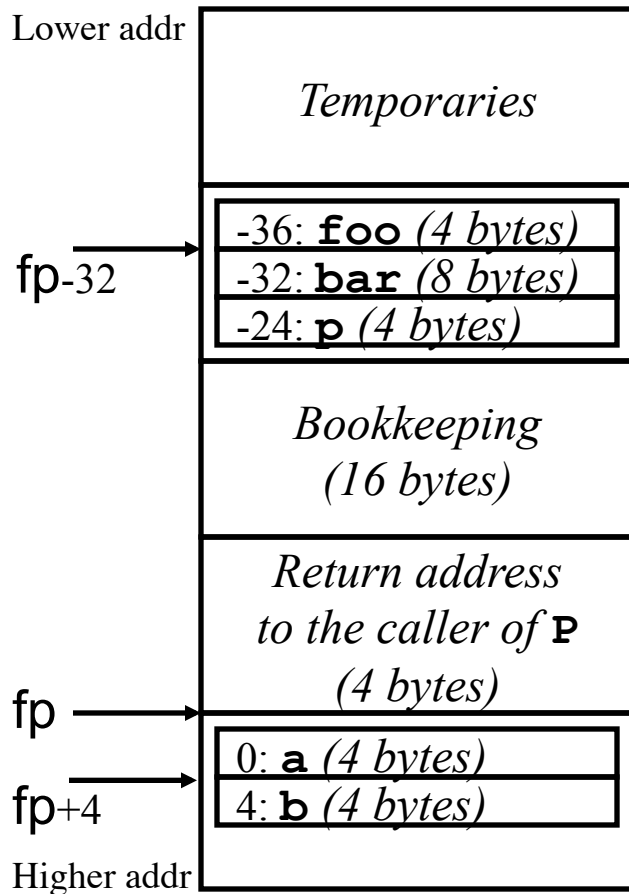 Lower addr
Temporaries
-36: foo (4 bytes)
fp-32
-32: bar (8 bytes)
-24: p (4 bytes)
Bookkeeping
(16 bytes)
Return address
to the caller of P
(4 bytes)
fp
0: a (4 bytes)
fp+4
4: b (4 bytes)
Higher addr